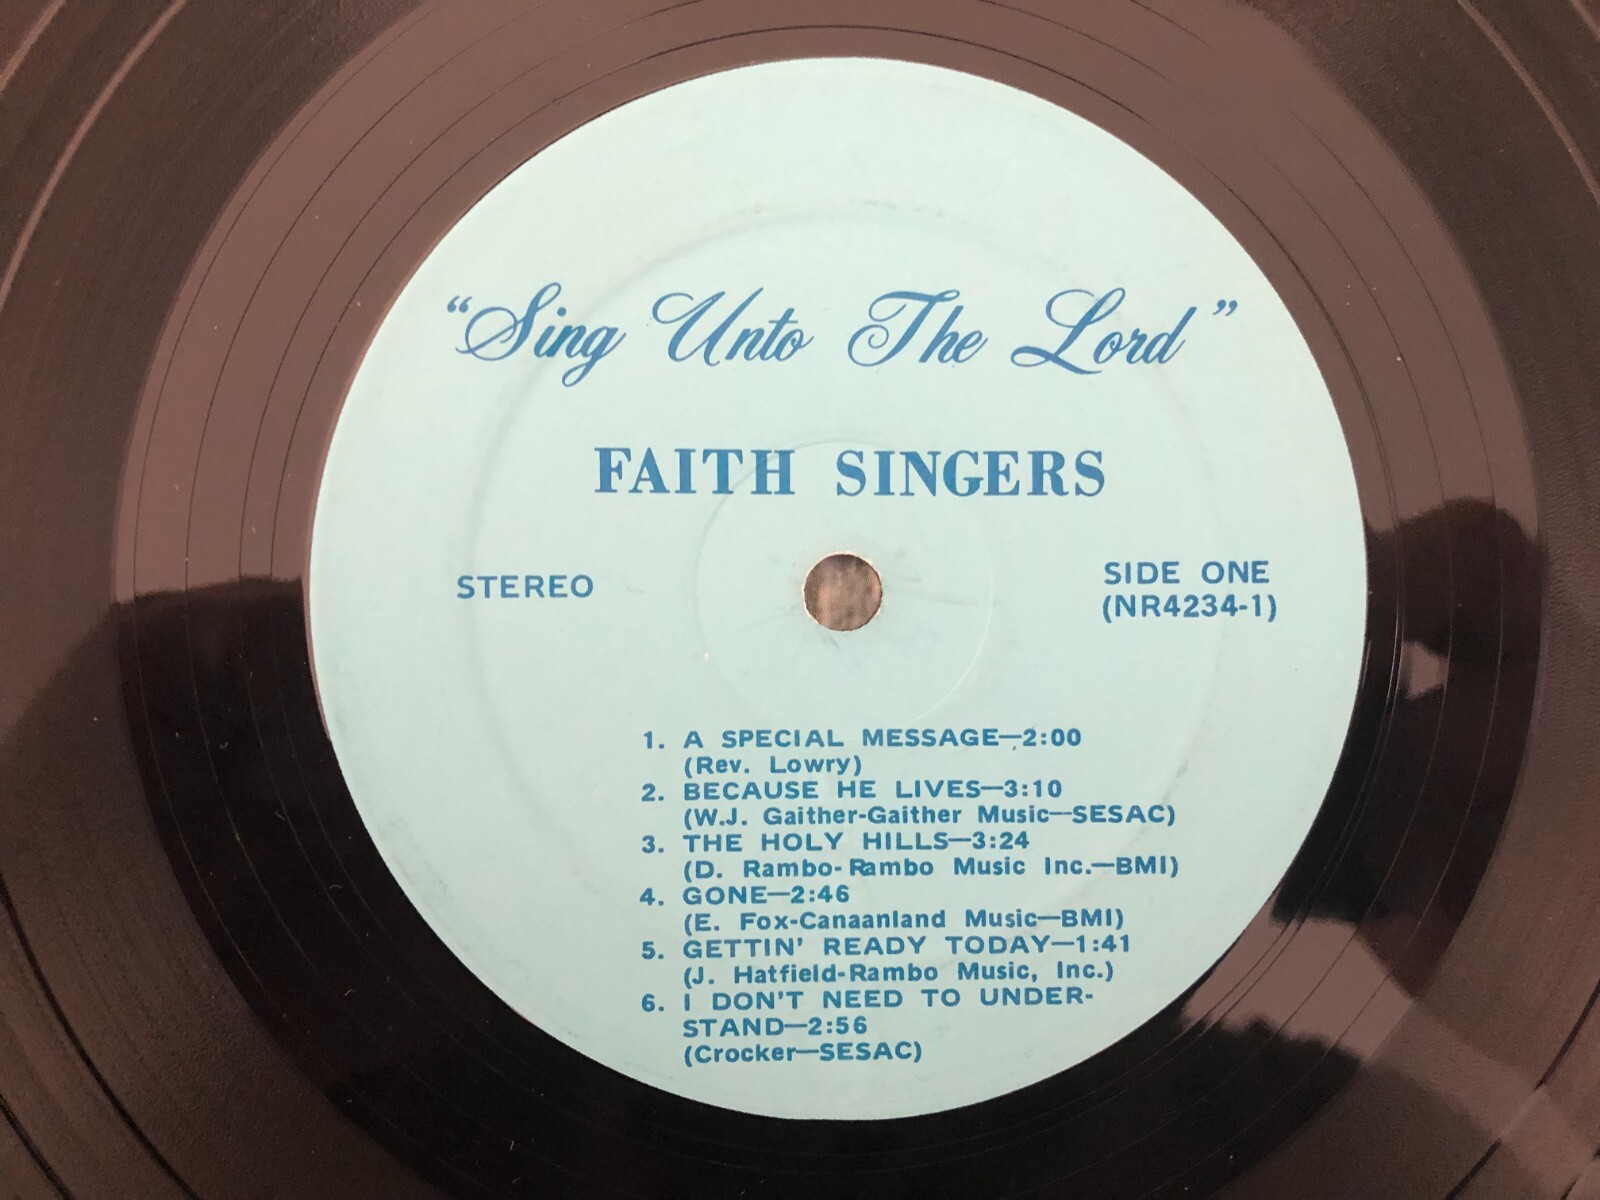 “Sing Unto The Lord”
FAITH SINGERS
STEREO
SIDE ONE
(NR4234-1)
1. A SPECIAL MESSAGE—2:00
(Rev. Lowry)
2. BECAUSE HE LIVES—3:10
(W.J. Gaither-Gaither Music—SESAC)
3. THE HOLY HILLS—3:24
(D. Rambo-Rambo Music Inc.—BMI)
4. GONE—2:46
(E. Fox-Canaanland Music—BMI)
5. GETTIN’ READY TODAY—1:41
(J. Hatfield-Rambo Music, Inc.)
6. I DON’T NEED TO UNDER-
STAND—2:56
(Crocker—SESAC)